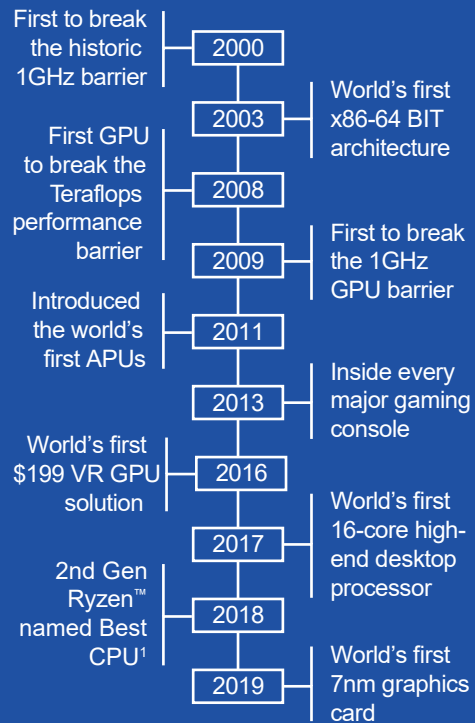 First to break
the historic
1GHz barrier
2000
2003
World's first
x86-64 BIT
architecture
First GPU
to break the
Teraflops
performance
barrier
2008
2009
First to break
the 1GHz
GPU barrier
Introduced
the world's
first APUs
2011
2013
Inside every
major gaming
console
World's first
$199 VR GPU
solution
2016
2017
World's first
16-core high-
end desktop
processor
2nd Gen
Ryzen™
named Best
CPU¹
2018
2019
World's first
7nm graphics
card